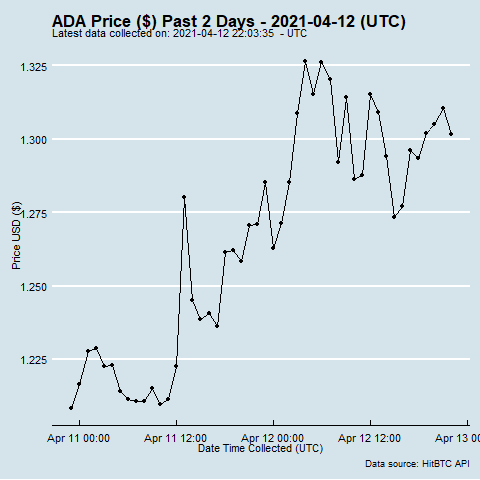 ADA Price ($) Past 2 Days - 2021-04-12 (UTC)
Latest data collected on: 2021-04-12 22:03:35 - UTC
1.325
1.300
1.275
1.250
1.225
Price USD ($)
Apr 11 00:00 Apr 11 12:00 Apr 12 00:00 Apr 12 12:00 Apr 13 00
Date Time Collected (UTC)
Data source: HitBTC API